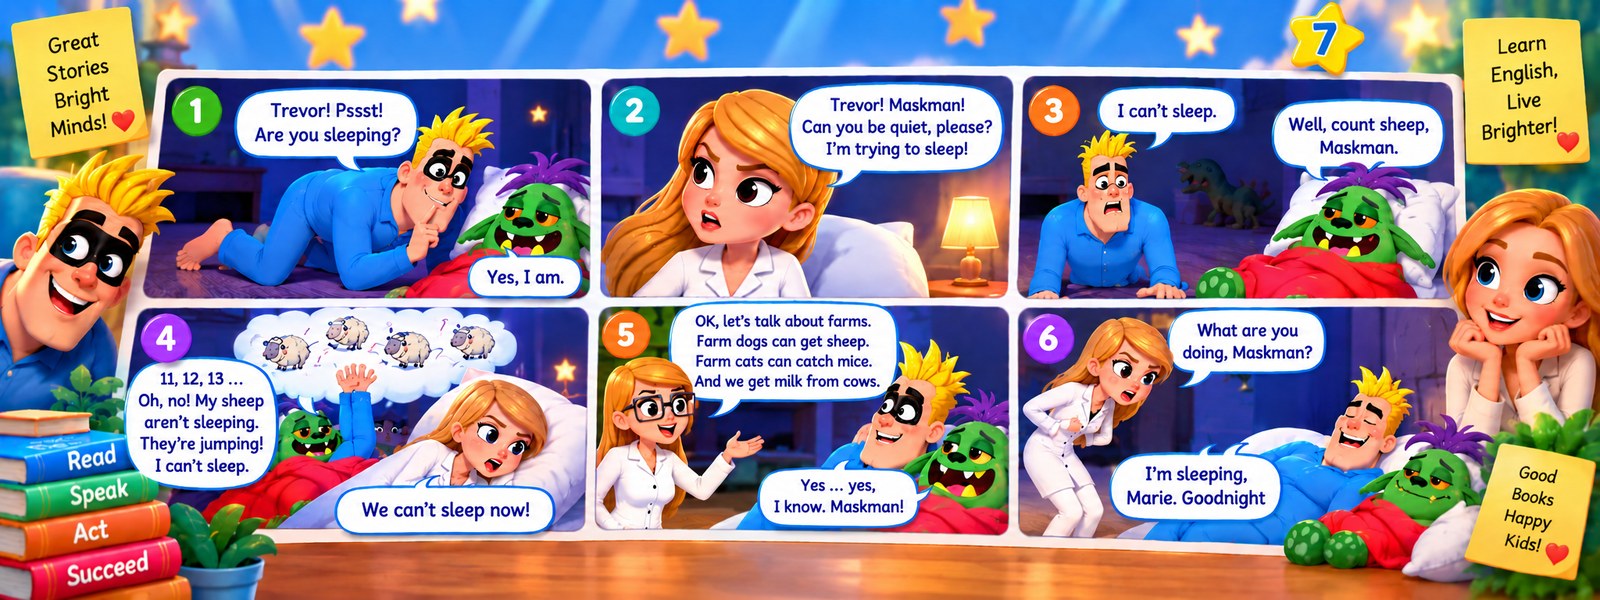 Great
Stories
Bright
Minds!
7
Learn
English,
Live
Brighter!
1
Trevor! Pssst!
Are you sleeping?
Yes, I am.
2
Trevor! Maskman!
Can you be quiet, please?
I'm trying to sleep!
3
I can't sleep.
Well, count sheep,
Maskman.
4
11, 12, 13 ...
Oh, no! My sheep
aren't sleeping.
They're jumping!
I can't sleep.
We can't sleep now!
5
OK, let's talk about farms.
Farm dogs can get sheep.
Farm cats can catch mice.
And we get milk from cows.
Yes ... yes,
I know. Maskman!
6
What are you
doing, Maskman?
I'm sleeping,
Marie. Goodnight
Read
Speak
Act
Succeed
Good
Books
Happy
Kids!